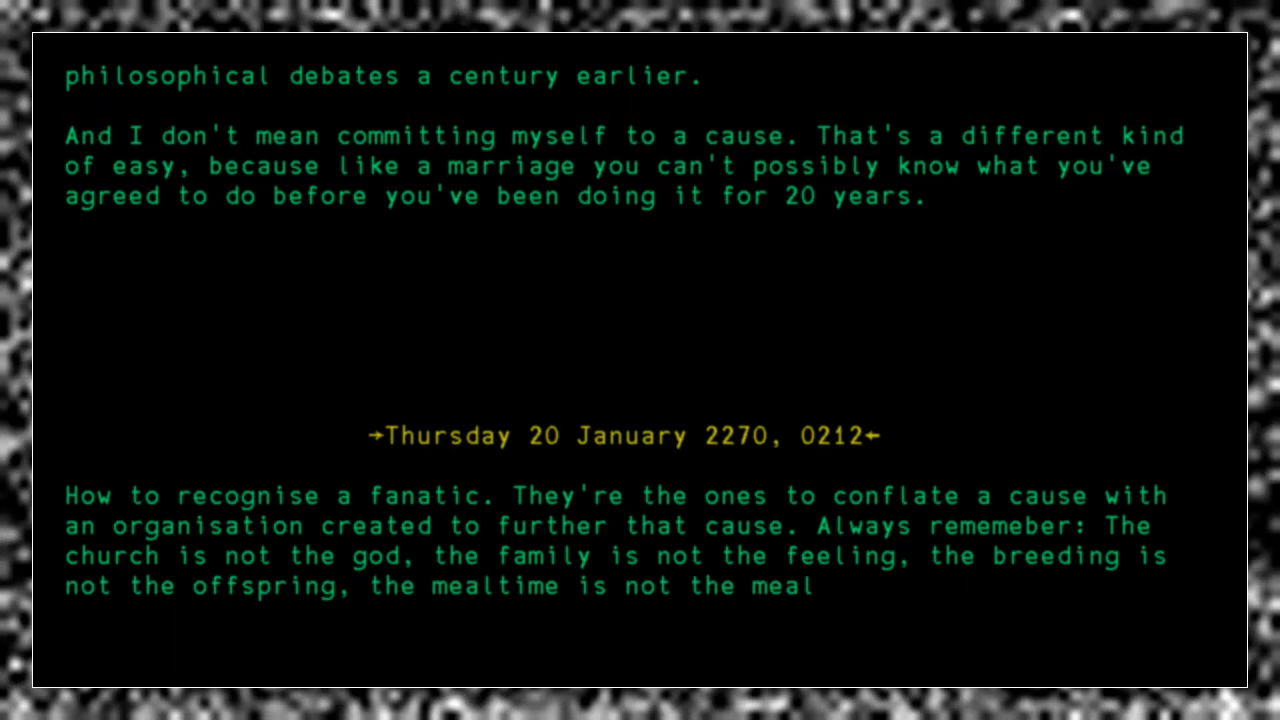 philosophical debates a century earlier.
And I don't mean committing myself to a cause. That's a different kind
of easy, because like a marriage you can't possibly know what you've
agreed to do before you've been doing it for 20 years.
→Thursday 20 January 2270, 0212←
How to recognise a fanatic. They're the ones to conflate a cause with
an organisation created to further that cause. Always rememeber: The
church is not the god, the family is not the feeling, the breeding is
not the offspring, the mealtime is not the meal